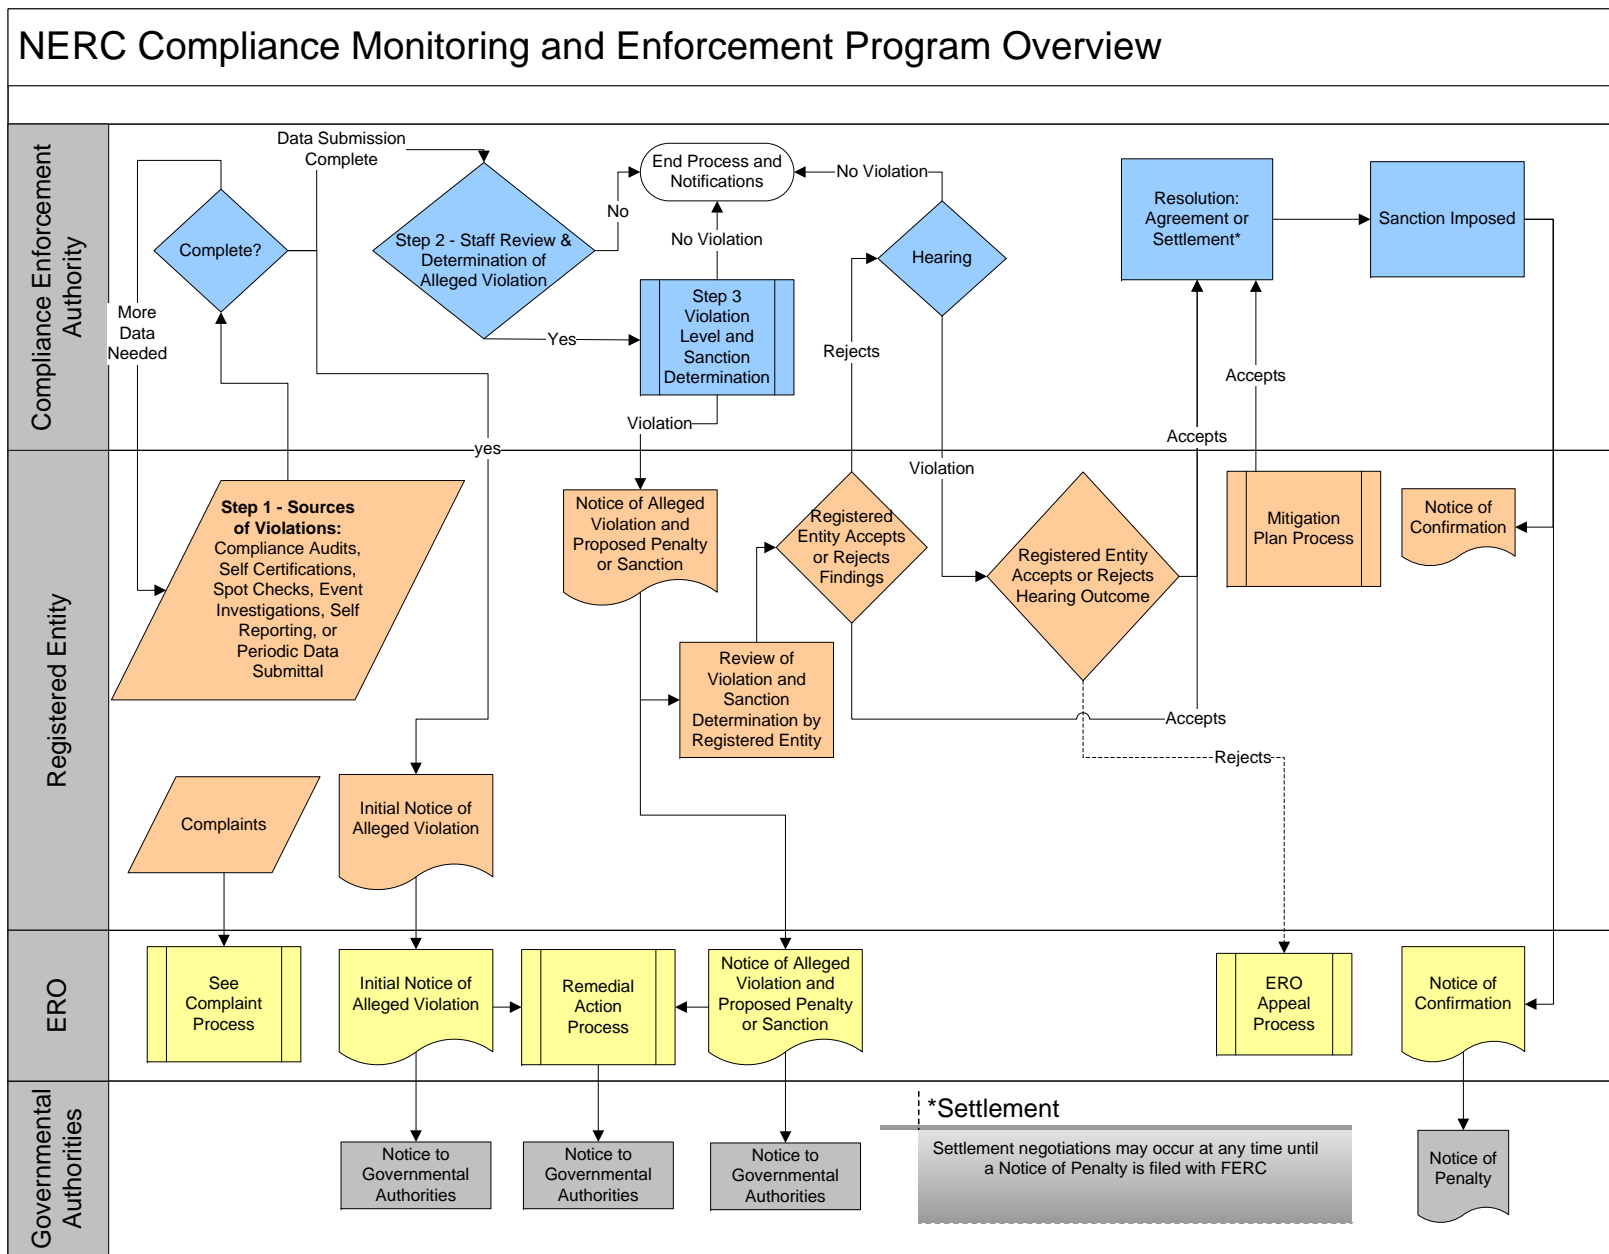 NERC Compliance Monitoring and Enforcement Program Overview
Compliance Enforcement
Authority
Data Submission
Complete
End Process and
Notifications
No Violation
Resolution:
Agreement or
Settlement*
Sanction Imposed
No
Complete?
Step 2 - Staff Review &
Determination of
Alleged Violation
No Violation
Hearing
More
Data
Needed
Step 3
Violation
Level and
Sanction
Determination
Yes
Rejects
Accepts
Violation
Accepts
yes
Registered Entity
Violation
Step 1 - Sources
of Violations:
Compliance Audits,
Self Certifications,
Spot Checks, Event
Investigations, Self
Reporting, or
Periodic Data
Submittal
Notice of Alleged
Violation and
Proposed Penalty
or Sanction
Registered
Entity Accepts
or Rejects
Findings
Registered Entity
Accepts or Rejects
Hearing Outcome
Mitigation
Plan Process
Notice of
Confirmation
Review of
Violation and
Sanction
Determination by
Registered Entity
Accepts
Rejects
Complaints
Initial Notice of
Alleged Violation
ERO
See
Complaint
Process
Initial Notice of
Alleged Violation
Remedial
Action
Process
Notice of Alleged
Violation and
Proposed Penalty
or Sanction
ERO
Appeal
Process
Notice of
Confirmation
Governmental
Authorities
Notice to
Governmental
Authorities
Notice to
Governmental
Authorities
Notice to
Governmental
Authorities
*Settlement
Settlement negotiations may occur at any time until
a Notice of Penalty is filed with FERC
Notice of
Penalty